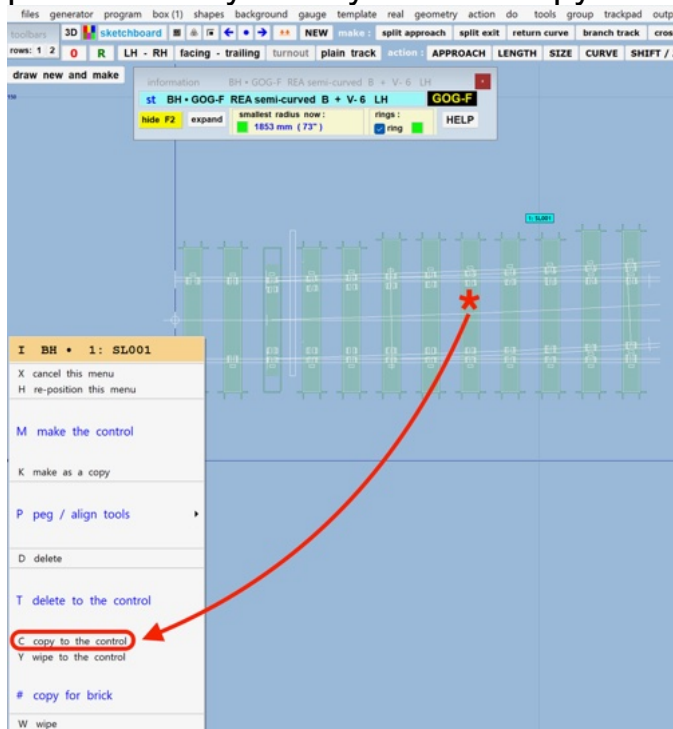 files generator program box (1) shapes background gauge template real geometry action do tools group trackpad outp
toolbars 3D sketchboard NEW make : split approach split exit return curve branch track cros
rows: 1 2 0 R LH - RH facing - trailing turnout plain track action : APPROACH LENGTH SIZE CURVE SHIFT /
draw new and make
information BH • GOG-F REA semi-curved B + V- 6 LH
st BH • GOG-F REA semi-curved B + V- 6 LH GOG-F
hide F2 expand smallest radius now : rings : HELP
1853 mm ( 73" ) ring
1: SL001
I BH • 1: SL001
X cancel this menu
H re-position this menu
M make the control
K make as a copy
P peg / align tools
D delete
T delete to the control
C copy to the control
Y wipe to the control
# copy for brick
W wipe